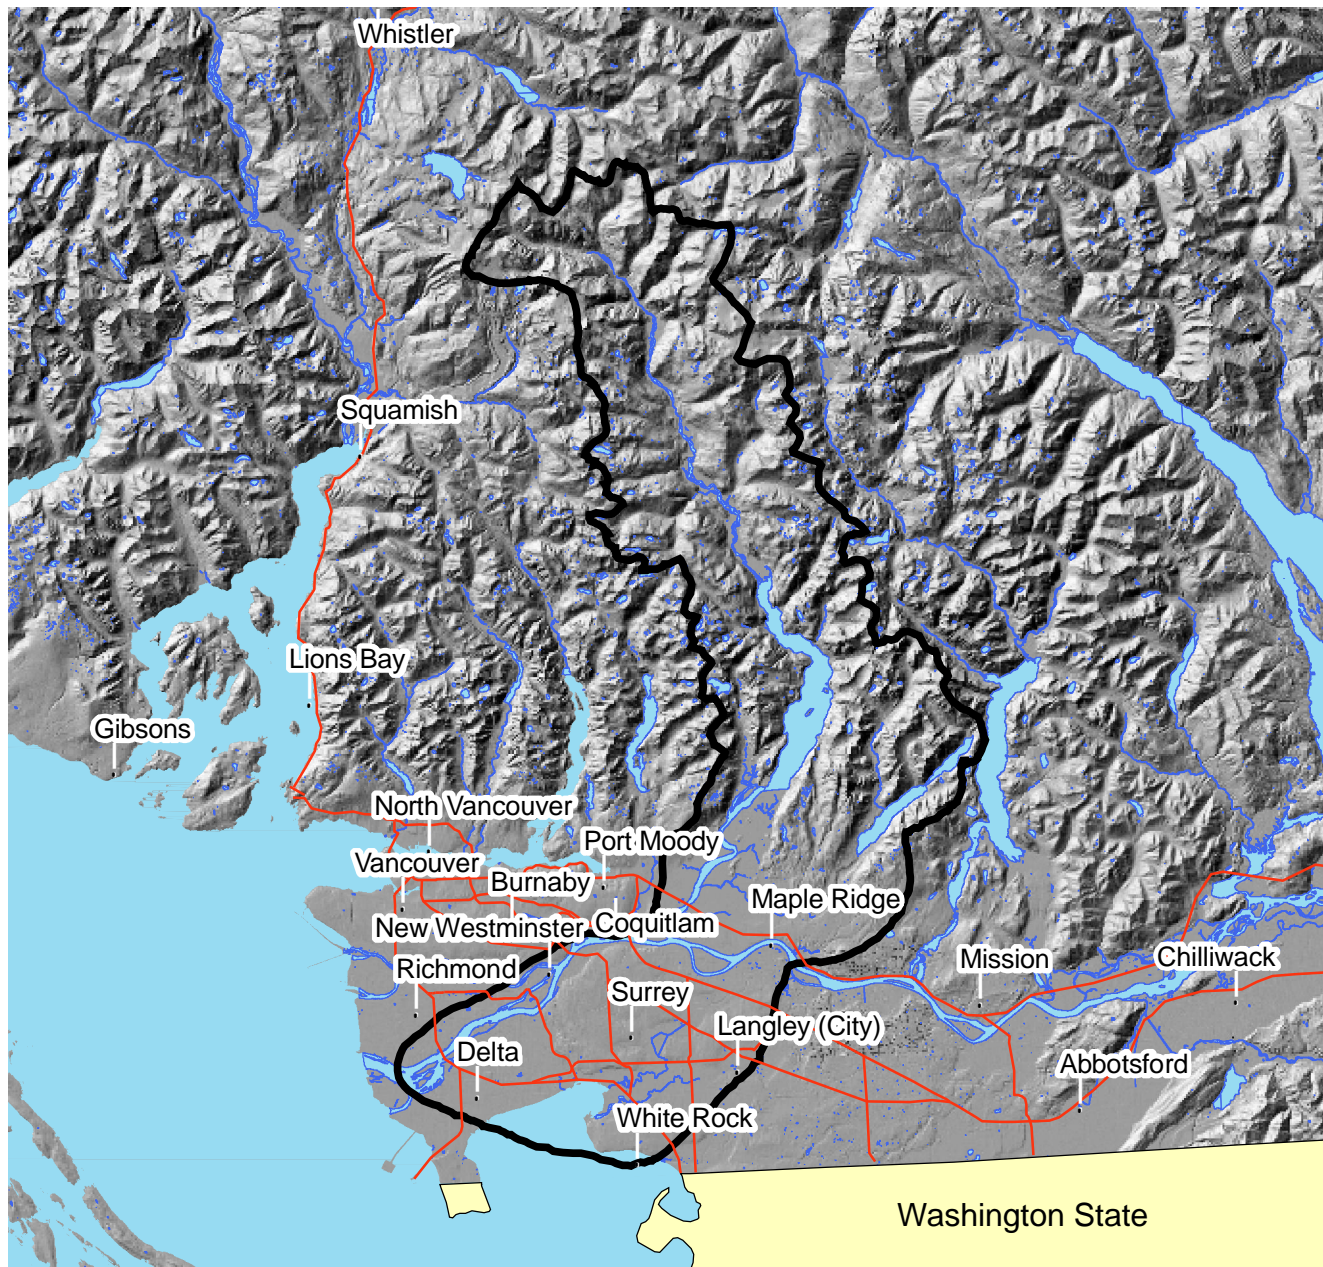 Whistler
Squamish
Lions Bay
Gibsons
North Vancouver
Port Moody
Vancouver
Burnaby
Maple Ridge
New Westminster
Coquitlam
Richmond
Mission
Chilliwack
Surrey
Langley (City)
Delta
Abbotsford
White Rock
Washington State